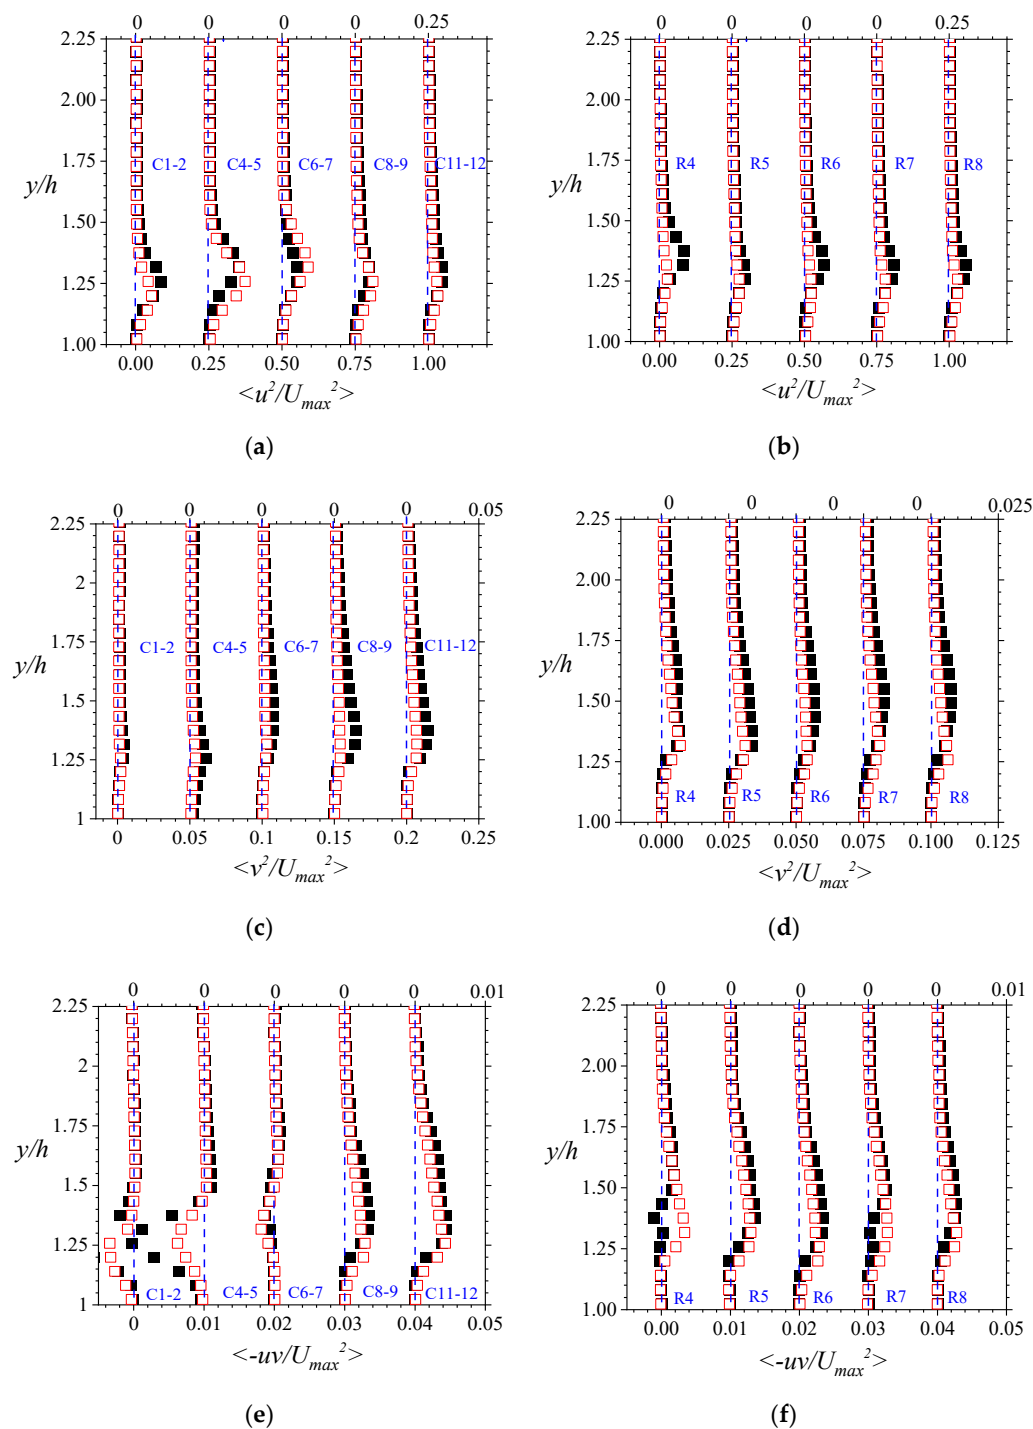 0 0 0 0 0.25
2.25
2.00
1.75
C1-2 C4-5 C6-7 C8-9 C11-12
y/h
1.50
1.25
1.00
0.00 0.25 0.50 0.75 1.00
<u²/Umax²>
(a)
0 0 0 0 0.25
2.25
2.00
1.75
R4 R5 R6 R7 R8
y/h
1.50
1.25
1.00
0.00 0.25 0.50 0.75 1.00
<u²/Umax²>
(b)
0 0 0 0 0 0.05
2.25
2
1.75
C1-2 C4-5 C6-7 C8-9 C11-12
y/h
1.5
1.25
1
0 0.05 0.1 0.15 0.2 0.25
<v²/Umax²>
(c)
0 0 0 0 0.025
2.25
2.00
1.75
y/h
1.50
1.25
R4 R5 R6 R7 R8
1.00
0.000 0.025 0.050 0.075 0.100 0.125
<v²/Umax²>
(d)
0 0 0 0 0 0.01
2.25
2
1.75
y/h
1.5
1.25
C1-2 C4-5 C6-7 C8-9 C11-12
1
0 0.01 0.02 0.03 0.04 0.05
<-uv/Umax²>
(e)
0 0 0 0 0 0.01
2.25
2.00
1.75
y/h
1.50
1.25
R4 R5 R6 R7 R8
1.00
0.00 0.01 0.02 0.03 0.04 0.05
<-uv/Umax²>
(f)